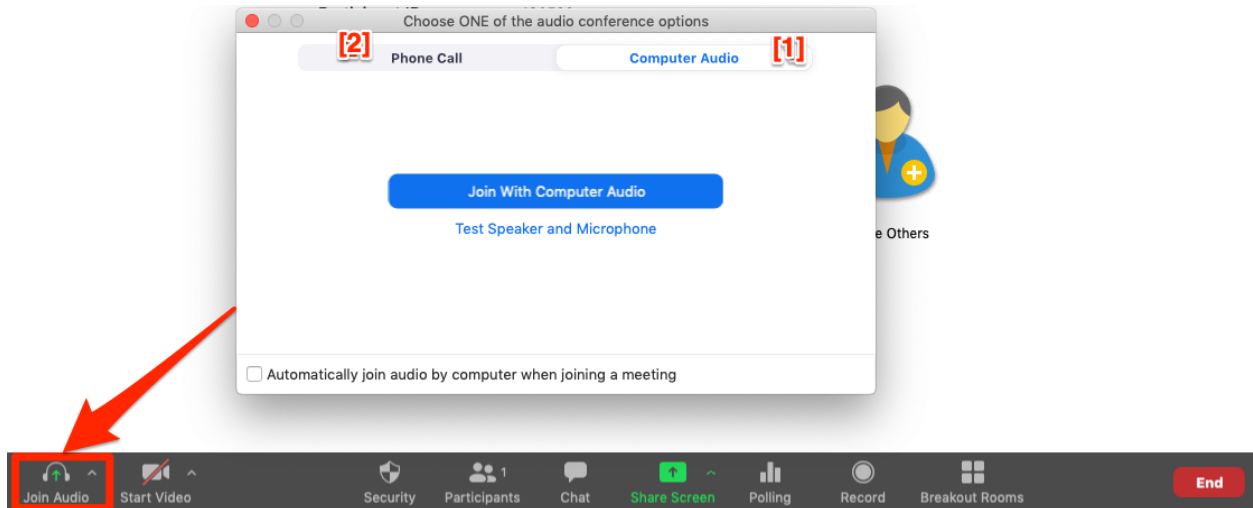 Choose ONE of the audio conference options
[2]
Phone Call
Computer Audio
[1]
Join With Computer Audio
Test Speaker and Microphone
e Others
Automatically join audio by computer when joining a meeting
1
Join Audio
Start Video
Security
Participants
Chat
Share Screen
Polling
Record
Breakout Rooms
End